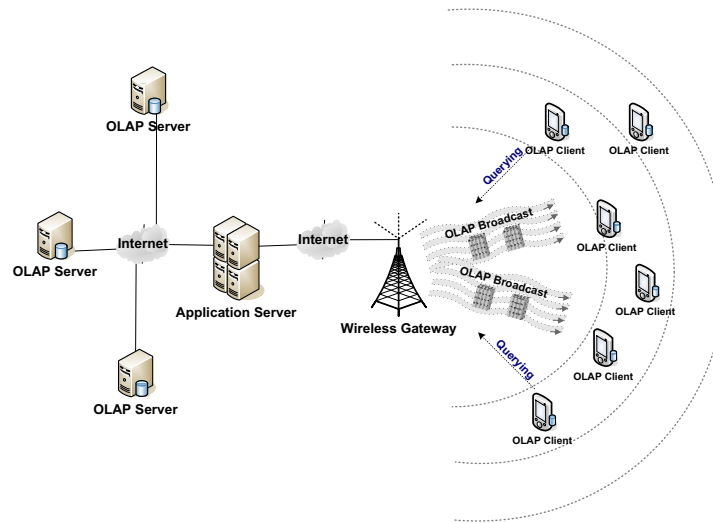 OLAP Server
OLAP Server
OLAP Server
Internet
Application Server
Internet
Wireless Gateway
OLAP Broadcast
OLAP Broadcast
Querying
Querying
OLAP Client
OLAP Client
OLAP Client
OLAP Client
OLAP Client
OLAP Client